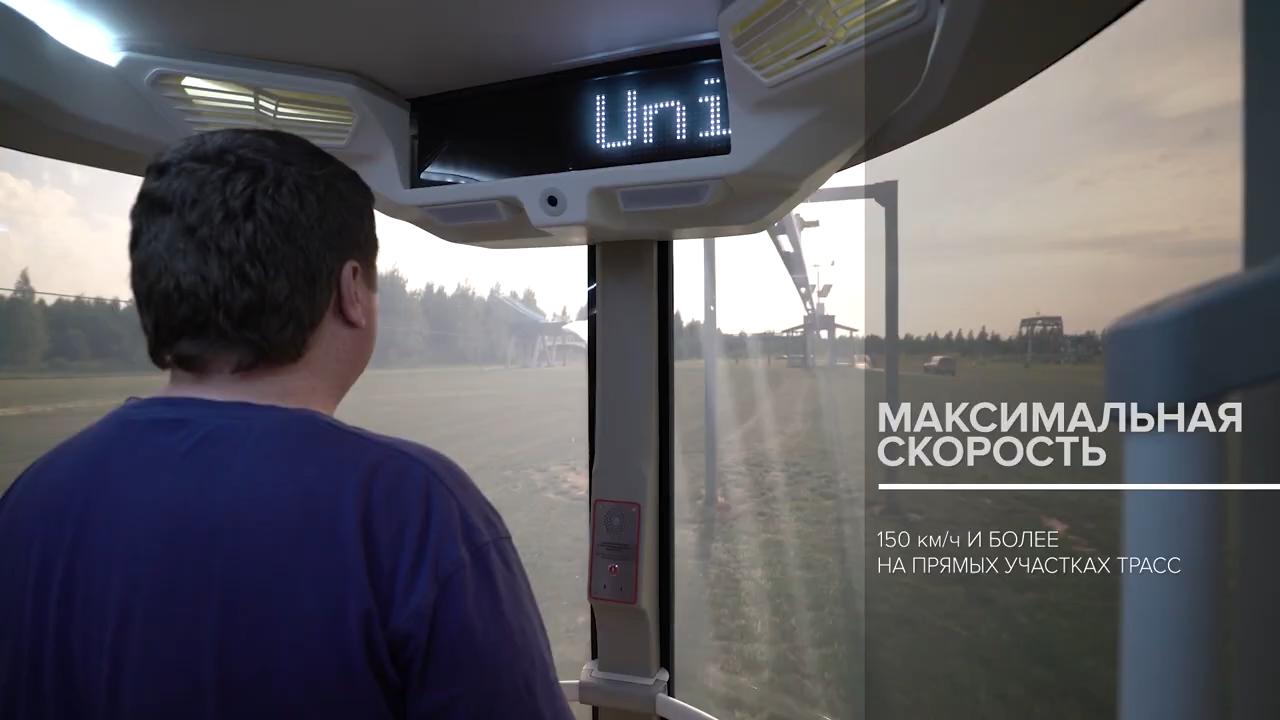 Uni
МАКСИМАЛЬНАЯ
СКОРОСТЬ
150 км/ч И БОЛЕЕ
НА ПРЯМЫХ УЧАСТКАХ ТРАСС